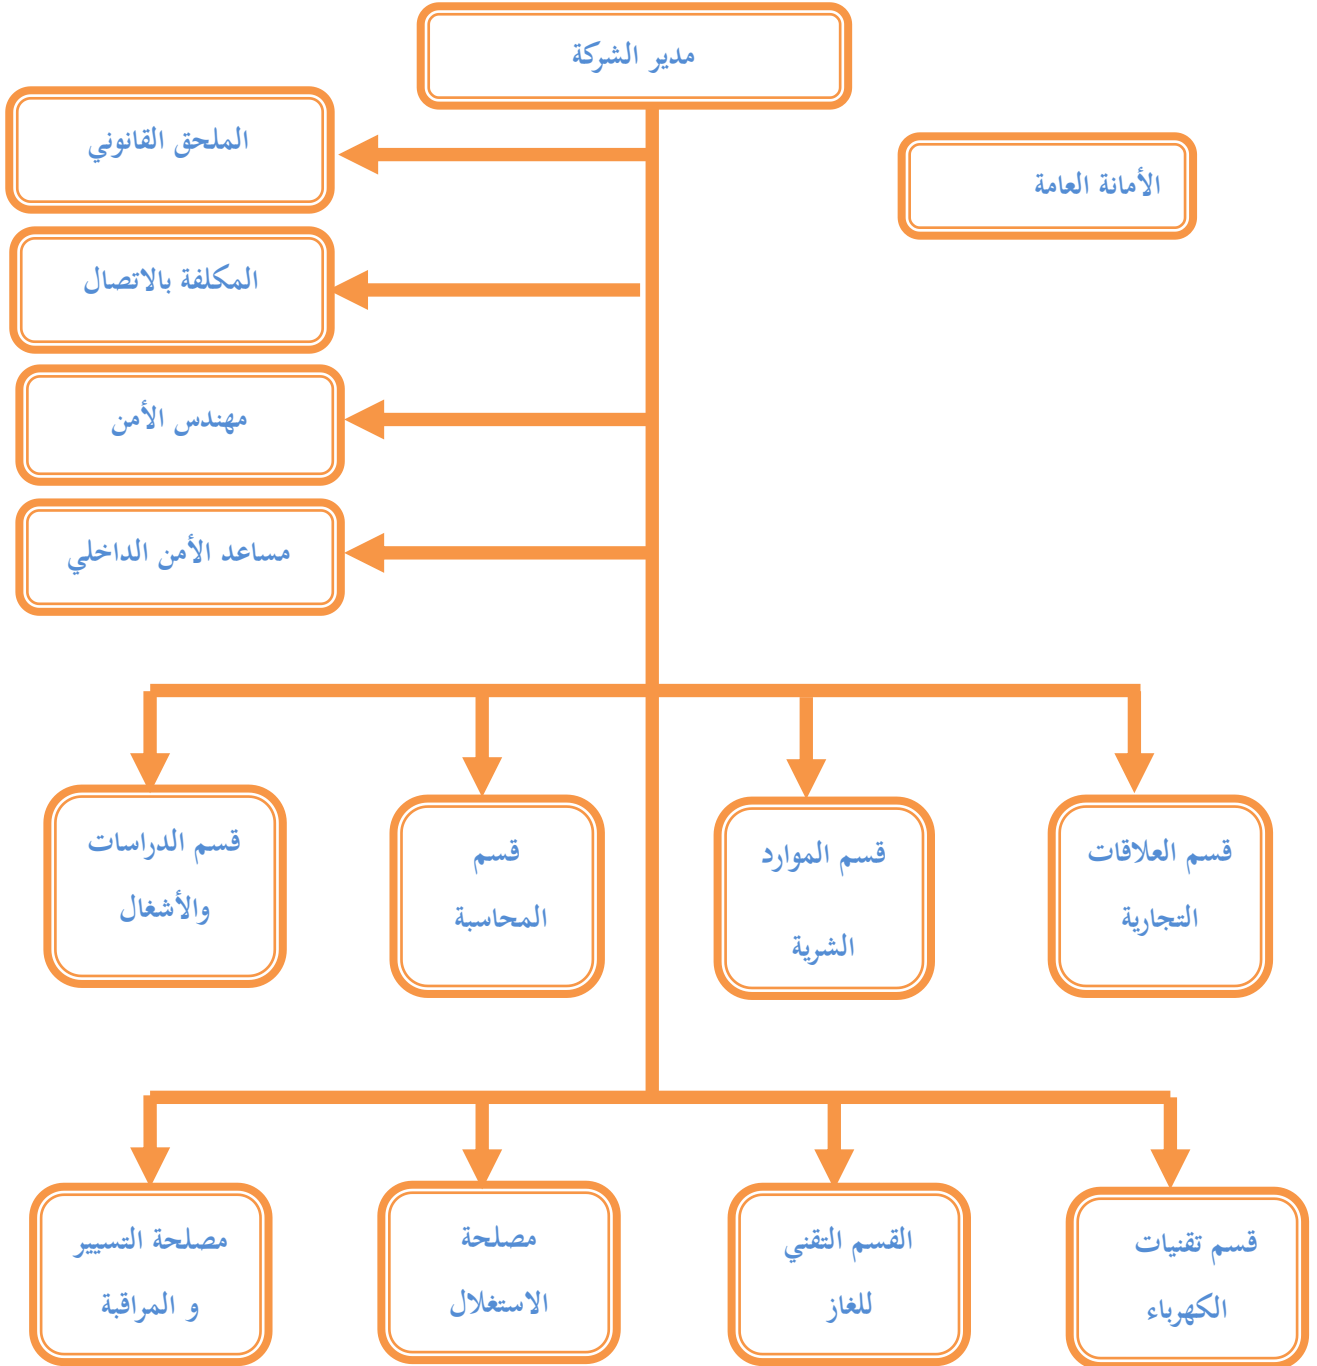 مدير الشركة
الملحق القانوني
الأمانة العامة
المكلفة بالاتصال
مهندس الأمن
مساعد الأمن الداخلي
قسم العلاقات
التجارية
قسم الموارد
الشرية
قسم
المحاسبة
قسم الدراسات
والأشغال
قسم تقنيات
الكهرباء
القسم التقني
للغاز
مصلحة
الاستغلال
مصلحة التسيير
و المراقبة